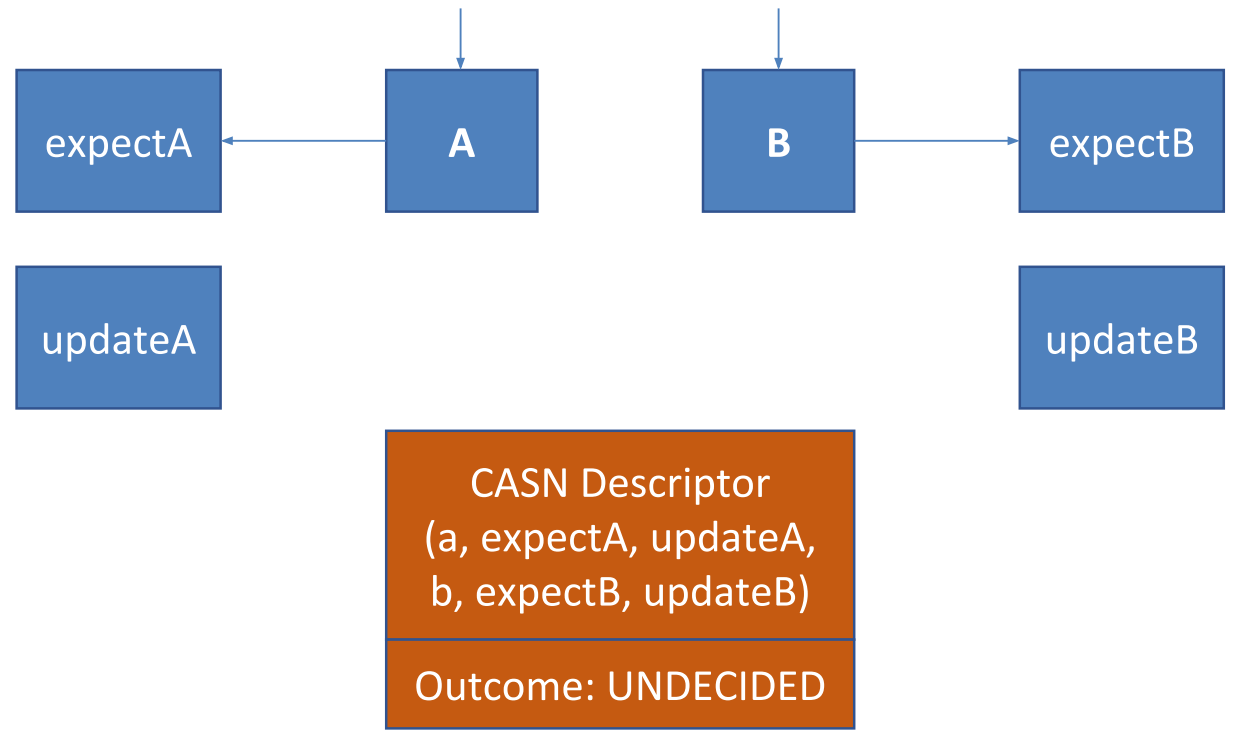 expectA
A
B
expectB
updateA
updateB
CASN Descriptor
(a, expectA, updateA,
b, expectB, updateB)
Outcome: UNDECIDED